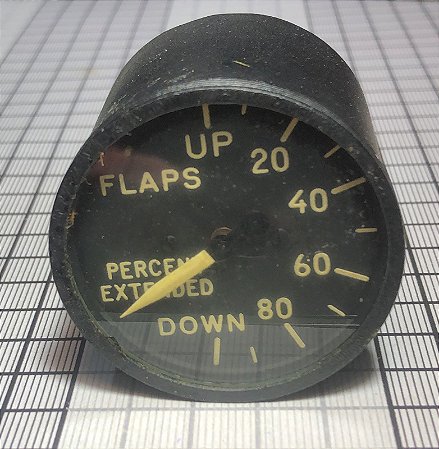 UP
20
FLAPS
40
PERCENT
60
EXTENDED
80
DOWN